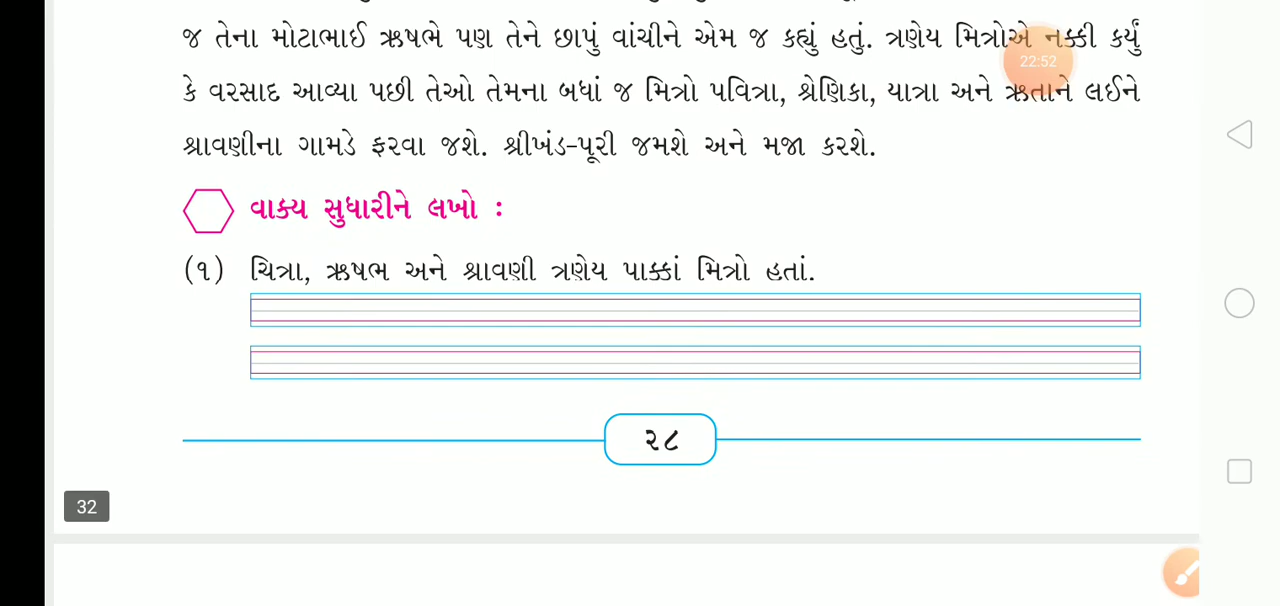 જ તેના મોટાભાઈ ઋષભે પણ તેને છાપું વાંચીને એમ જ કહ્યું હતું. ત્રણેય મિત્રોએ નક્કી કર્યું
22:52
કે વરસાદ આવ્યા પછી તેઓ તેમના બધાં જ મિત્રો પવિત્રા, શ્રેણિકા, યાત્રા અને ઋતાને લઈને
શ્રાવણીના ગામડે ફરવા જશે. શ્રીખંડ-પૂરી જમશે અને મજા કરશે.
વાક્ય સુધારીને લખો :
(૧) ચિત્રા, ઋષભ અને શ્રાવણી ત્રણેય પાક્કાં મિત્રો હતાં.
૨૮
32